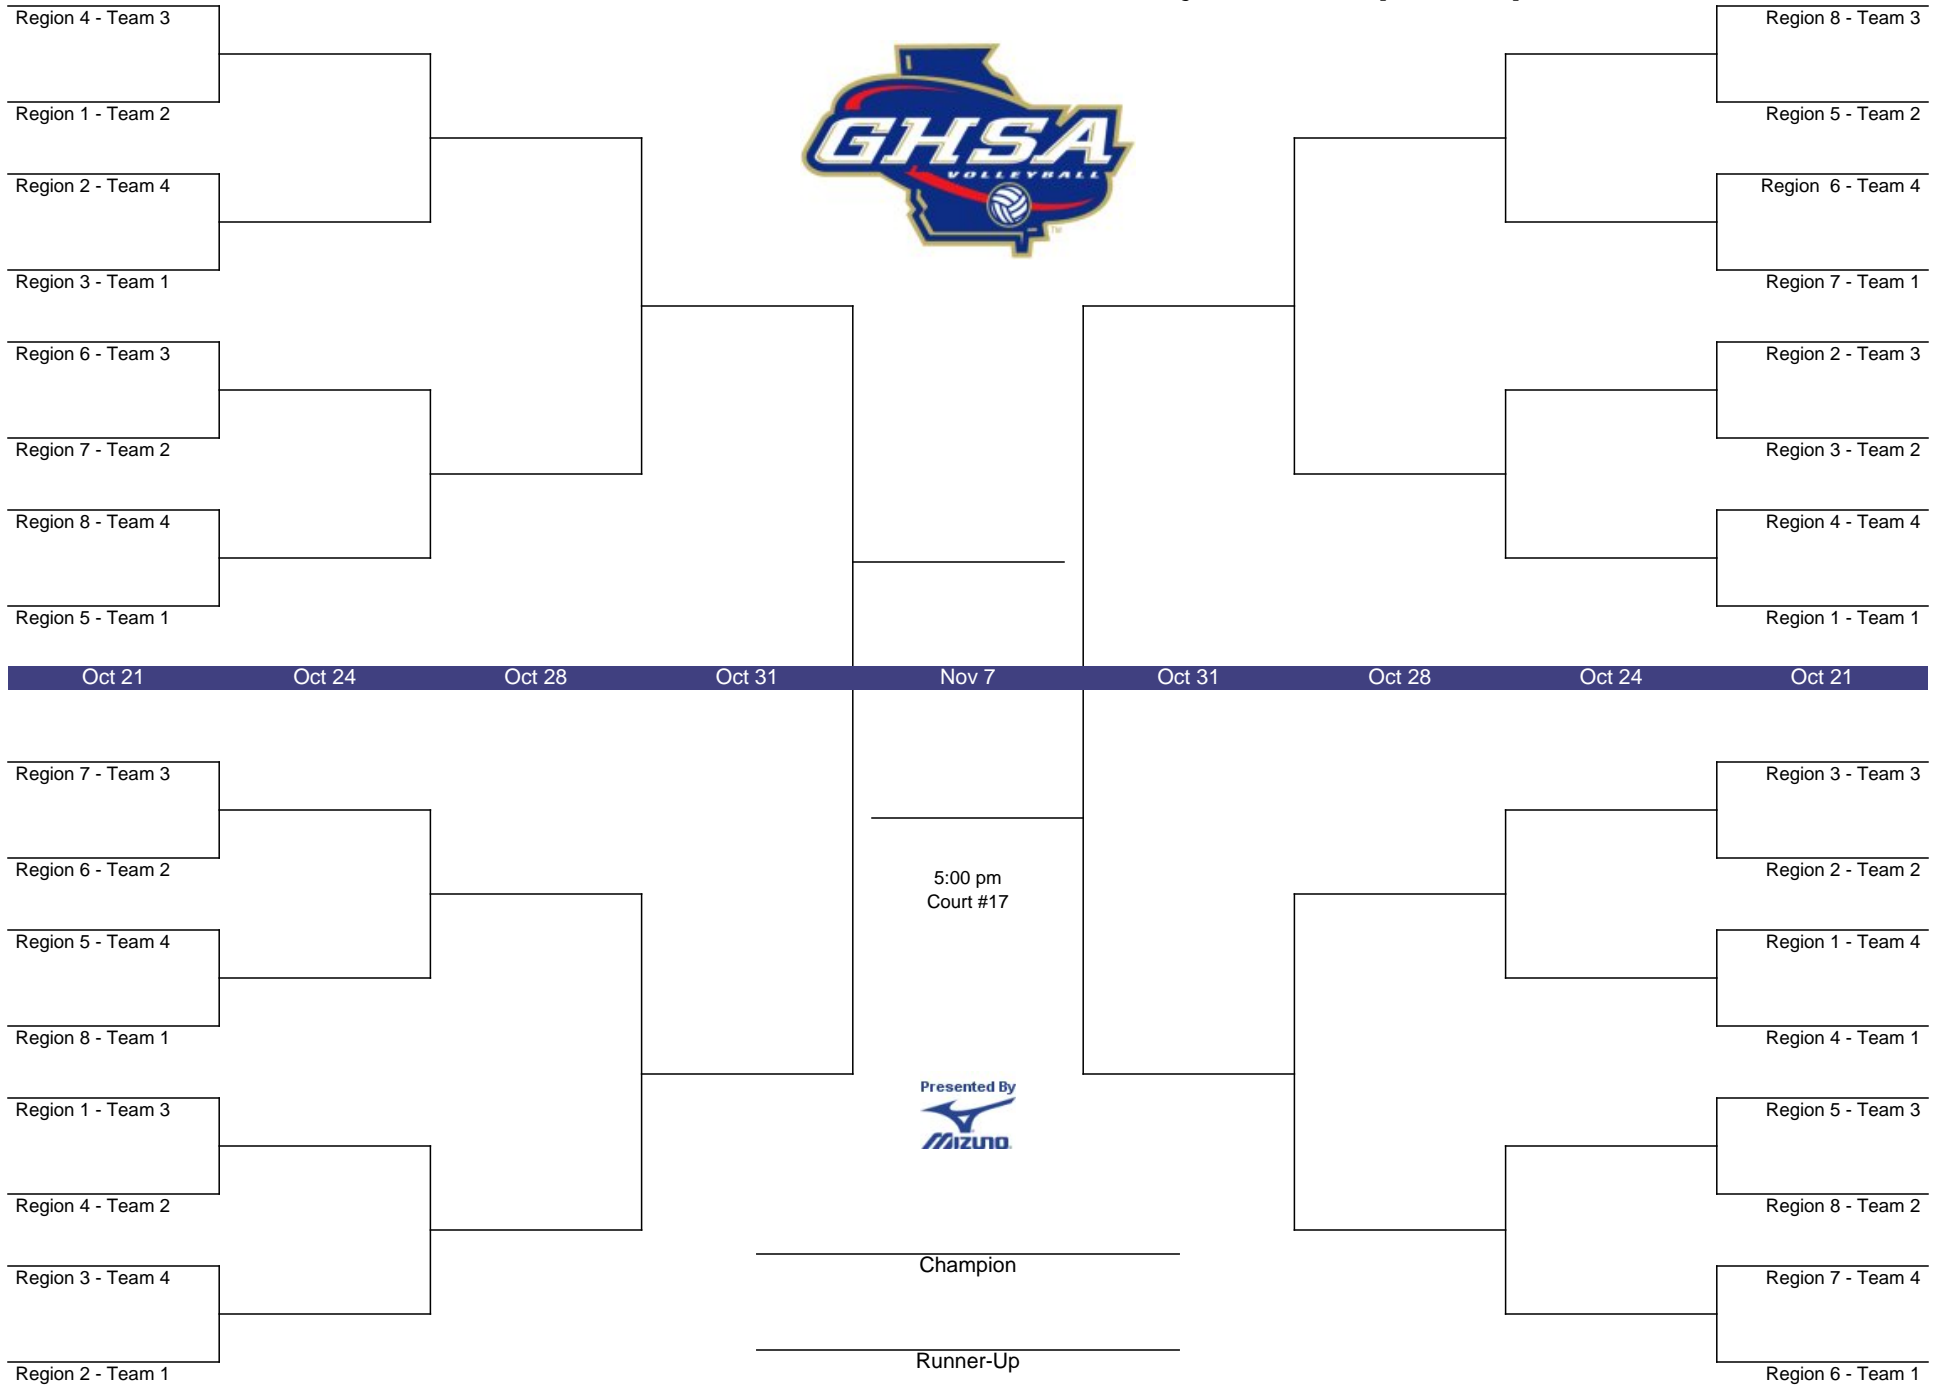 Region 4 - Team 3
Region 1 - Team 2
Region 2 - Team 4
Region 3 - Team 1
Region 6 - Team 3
Region 7 - Team 2
Region 8 - Team 4
Region 5 - Team 1
GHSA
VOLLEYBALL
TM
Region 8 - Team 3
Region 5 - Team 2
Region  6 - Team 4
Region 7 - Team 1
Region 2 - Team 3
Region 3 - Team 2
Region 4 - Team 4
Region 1 - Team 1
Oct 21 Oct 24 Oct 28 Oct 31 Nov 7 Oct 31 Oct 28 Oct 24 Oct 21
Region 7 - Team 3
Region 6 - Team 2
Region 5 - Team 4
Region 8 - Team 1
Region 1 - Team 3
Region 4 - Team 2
Region 3 - Team 4
Region 2 - Team 1
5:00 pm
Court #17
Presented By
MIZUNO
Champion
Runner-Up
Region 3 - Team 3
Region 2 - Team 2
Region 1 - Team 4
Region 4 - Team 1
Region 5 - Team 3
Region 8 - Team 2
Region 7 - Team 4
Region 6 - Team 1